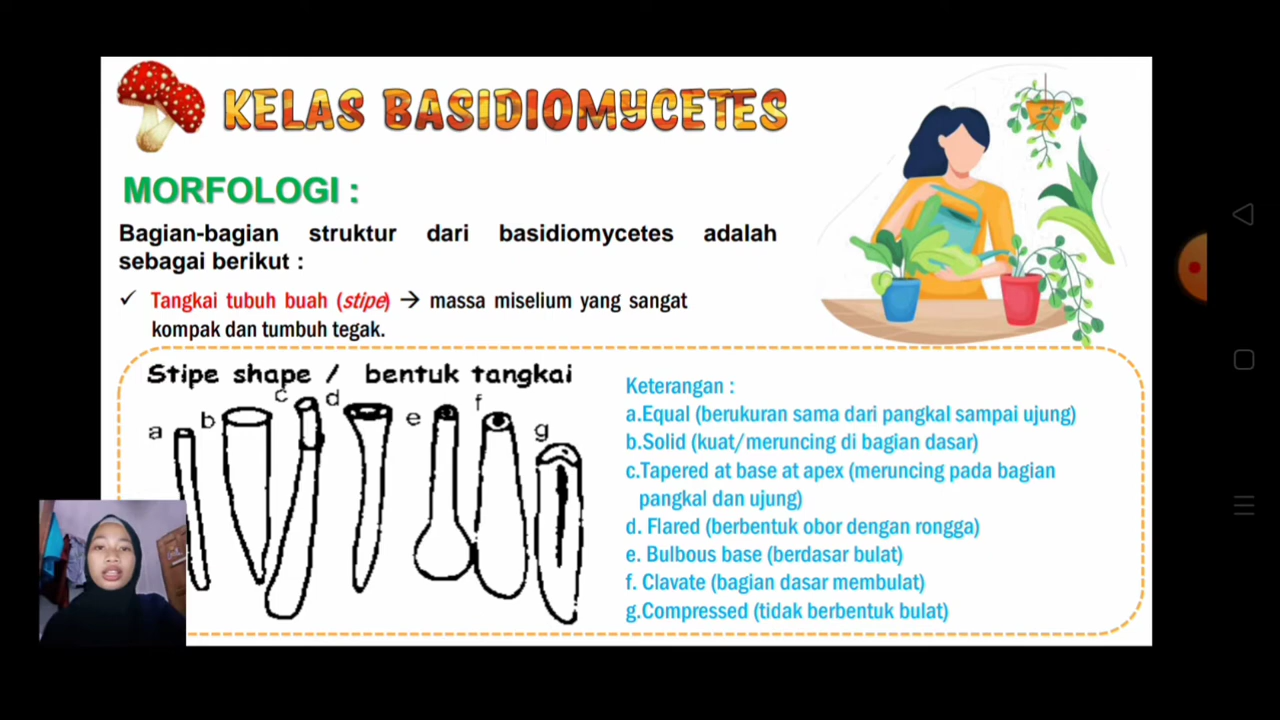 KELAS BASIDIOMYCETES
MORFOLOGI :
Bagian-bagian struktur dari basidiomycetes adalah
sebagai berikut :
✓ Tangkai tubuh buah (stipe) → massa miselium yang sangat
kompak dan tumbuh tegak.
Stipe shape / bentuk tangkai
a
b
c
d
e
f
g
Keterangan :
a.Equal (berukuran sama dari pangkal sampai ujung)
b.Solid (kuat/meruncing di bagian dasar)
c.Tapered at base at apex (meruncing pada bagian
pangkal dan ujung)
d. Flared (berbentuk obor dengan rongga)
e. Bulbous base (berdasar bulat)
f. Clavate (bagian dasar membulat)
g.Compressed (tidak berbentuk bulat)